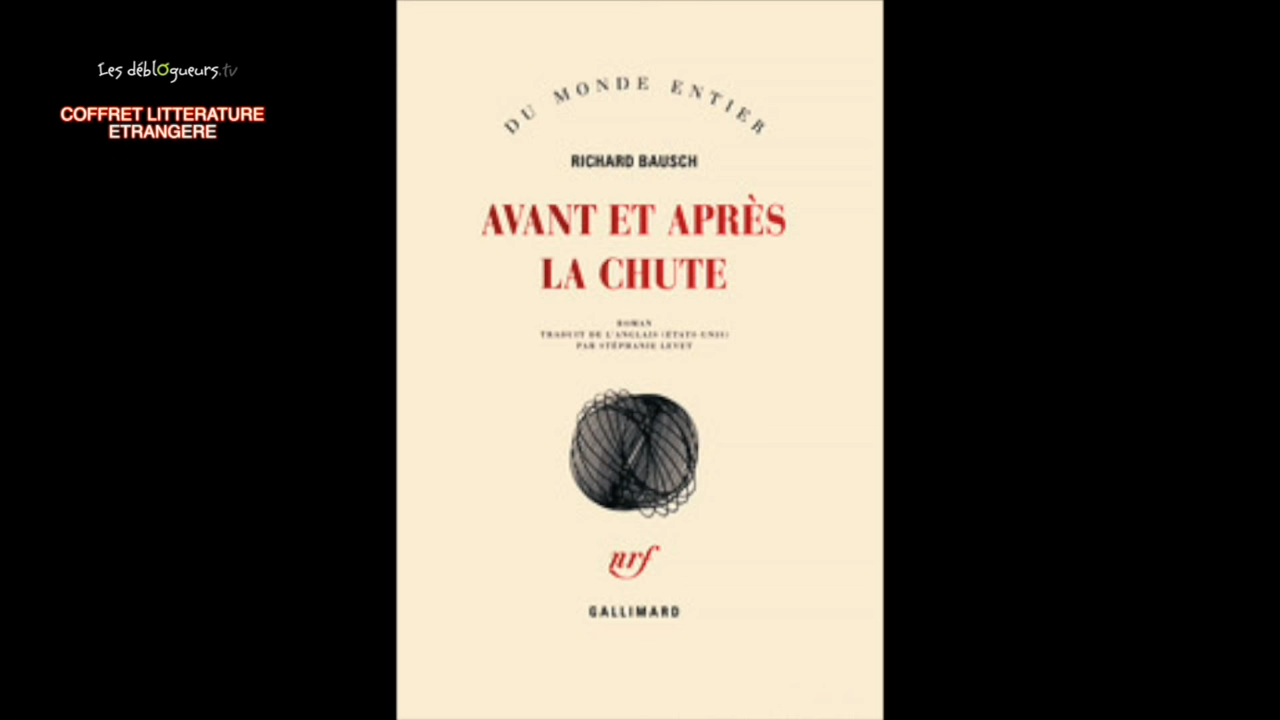 Les déblogueurs.tv
COFFRET LITTERATURE
ETRANGERE
DU MONDE ENTIER
RICHARD BAUSCH
AVANT ET APRÈS
LA CHUTE
ROMAN
TRADUIT DE L'ANGLAIS (ÉTATS-UNIS)
PAR STÉPHANIE LEVET
nrf
GALLIMARD